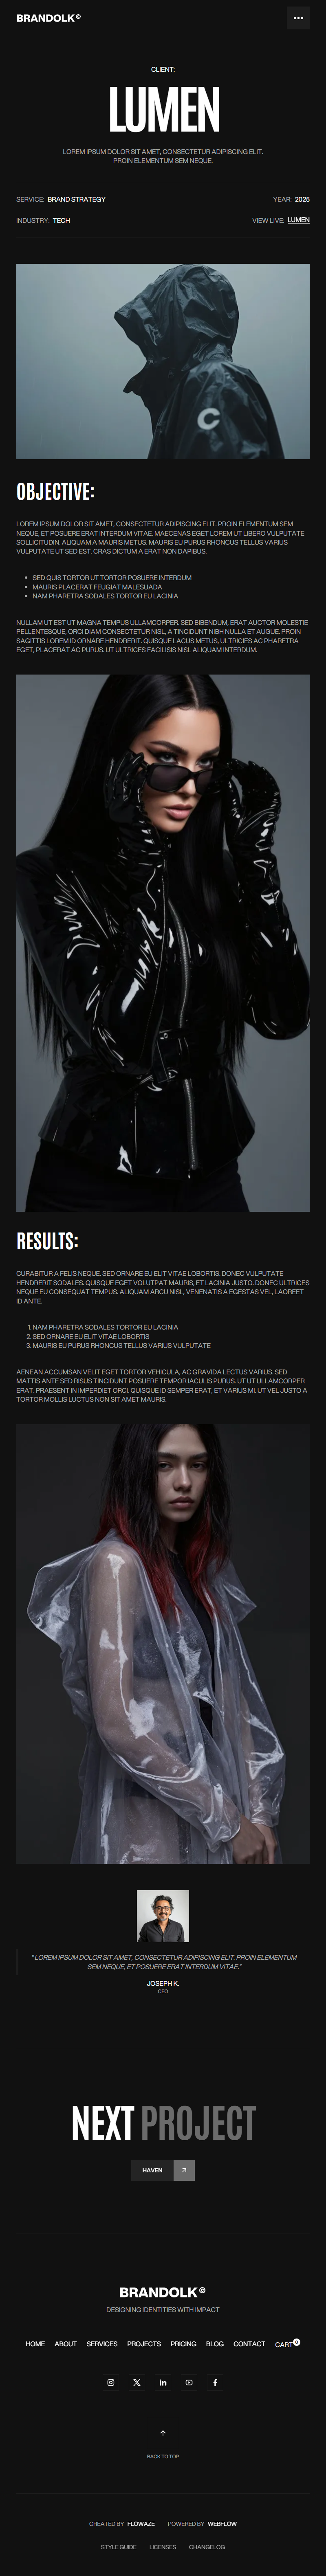 BRANDOLK®
CLIENT:
LUMEN
LOREM IPSUM DOLOR SIT AMET, CONSECTETUR ADIPISCING ELIT.
PROIN ELEMENTUM SEM NEQUE.
SERVICE: BRAND STRATEGY
YEAR: 2025
INDUSTRY: TECH
VIEW LIVE: LUMEN
OBJECTIVE:
LOREM IPSUM DOLOR SIT AMET, CONSECTETUR ADIPISCING ELIT. PROIN ELEMENTUM SEM
NEQUE, ET POSUERE ERAT INTERDUM VITAE. MAECENAS EGET LOREM UT LIBERO VULPUTATE
SOLLICITUDIN. ALIQUAM A MAURIS METUS. MAURIS EU PURUS RHONCUS TELLUS VARIUS
VULPUTATE UT SED EST. CRAS DICTUM A ERAT NON DAPIBUS.
SED QUIS TORTOR UT TORTOR POSUERE INTERDUM
MAURIS PLACERAT FEUGIAT MALESUADA
NAM PHARETRA SODALES TORTOR EU LACINIA
NULLAM UT EST UT MAGNA TEMPUS ULLAMCORPER. SED BIBENDUM, ERAT AUCTOR MOLESTIE
PELLENTESQUE, ORCI DIAM CONSECTETUR NISL, A TINCIDUNT NIBH NULLA ET AUGUE. PROIN
SAGITTIS LOREM ID ORNARE HENDRERIT. QUISQUE LACUS METUS, ULTRICIES AC PHARETRA
EGET, PLACERAT AC PURUS. UT ULTRICES FACILISIS NISL ALIQUAM INTERDUM.
RESULTS:
CURABITUR A FELIS NEQUE. SED ORNARE EU ELIT VITAE LOBORTIS. DONEC VULPUTATE
HENDRERIT SODALES. QUISQUE EGET VOLUTPAT MAURIS, ET LACINIA JUSTO. DONEC ULTRICES
NEQUE EU CONSEQUAT TEMPUS. ALIQUAM ARCU NISL, VENENATIS A EGESTAS VEL, LAOREET
ID ANTE.
1. NAM PHARETRA SODALES TORTOR EU LACINIA
2. SED ORNARE EU ELIT VITAE LOBORTIS
3. MAURIS EU PURUS RHONCUS TELLUS VARIUS VULPUTATE
AENEAN ACCUMSAN VELIT EGET TORTOR VEHICULA, AC GRAVIDA LECTUS VARIUS. SED
MATTIS ANTE SED RISUS TINCIDUNT POSUERE TEMPOR IACULIS PURUS. UT UT ULLAMCORPER
ERAT. PRAESENT IN IMPERDIET ORCI. QUISQUE ID SEMPER ERAT, ET VARIUS MI. UT VEL JUSTO A
TORTOR MOLLIS LUCTUS NON SIT AMET MAURIS.
"LOREM IPSUM DOLOR SIT AMET, CONSECTETUR ADIPISCING ELIT. PROIN ELEMENTUM
SEM NEQUE, ET POSUERE ERAT INTERDUM VITAE."
JOSEPH K.
CEO
NEXT PROJECT
HAVEN
BRANDOLK®
DESIGNING IDENTITIES WITH IMPACT
HOME ABOUT SERVICES PROJECTS PRICING BLOG CONTACT CART 0
BACK TO TOP
CREATED BY FLOWAZE POWERED BY WEBFLOW
STYLE GUIDE LICENSES CHANGELOG